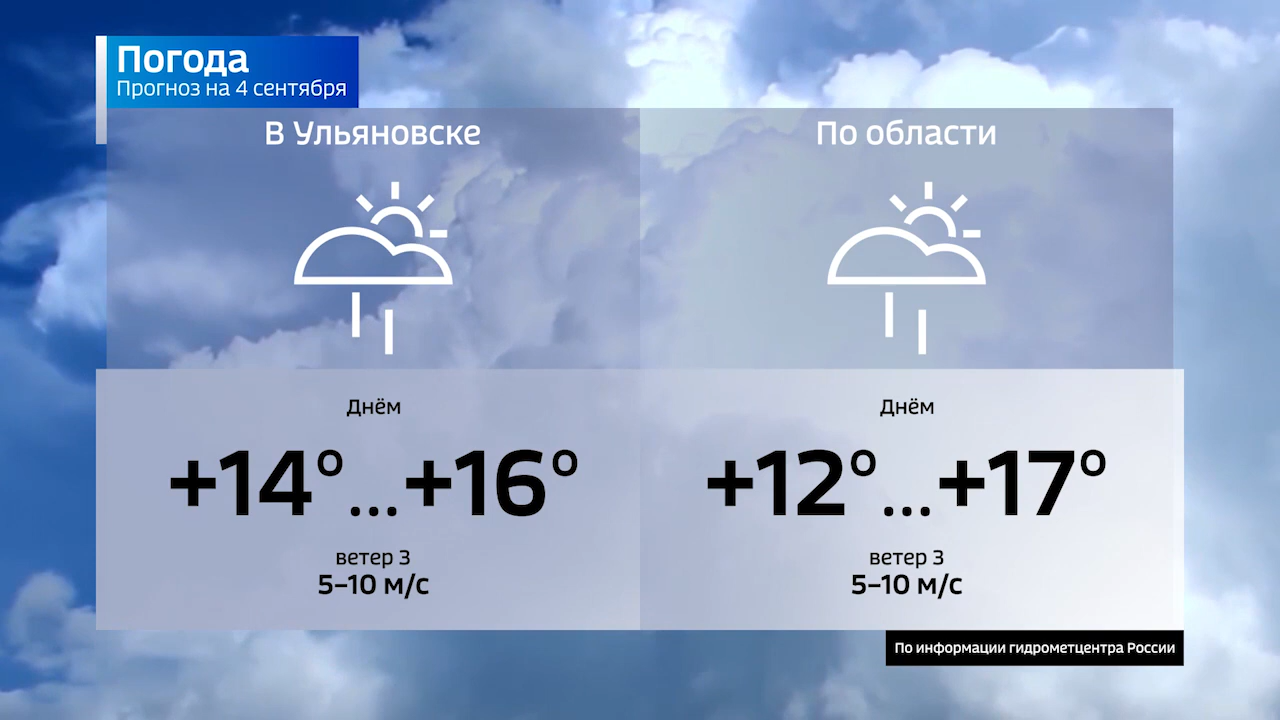 Погода
Прогноз на 4 сентября
В Ульяновске
По области
Днём
+14°...+16°
ветер З
5–10 м/с
Днём
+12°...+17°
ветер З
5–10 м/с
По информации гидрометцентра России